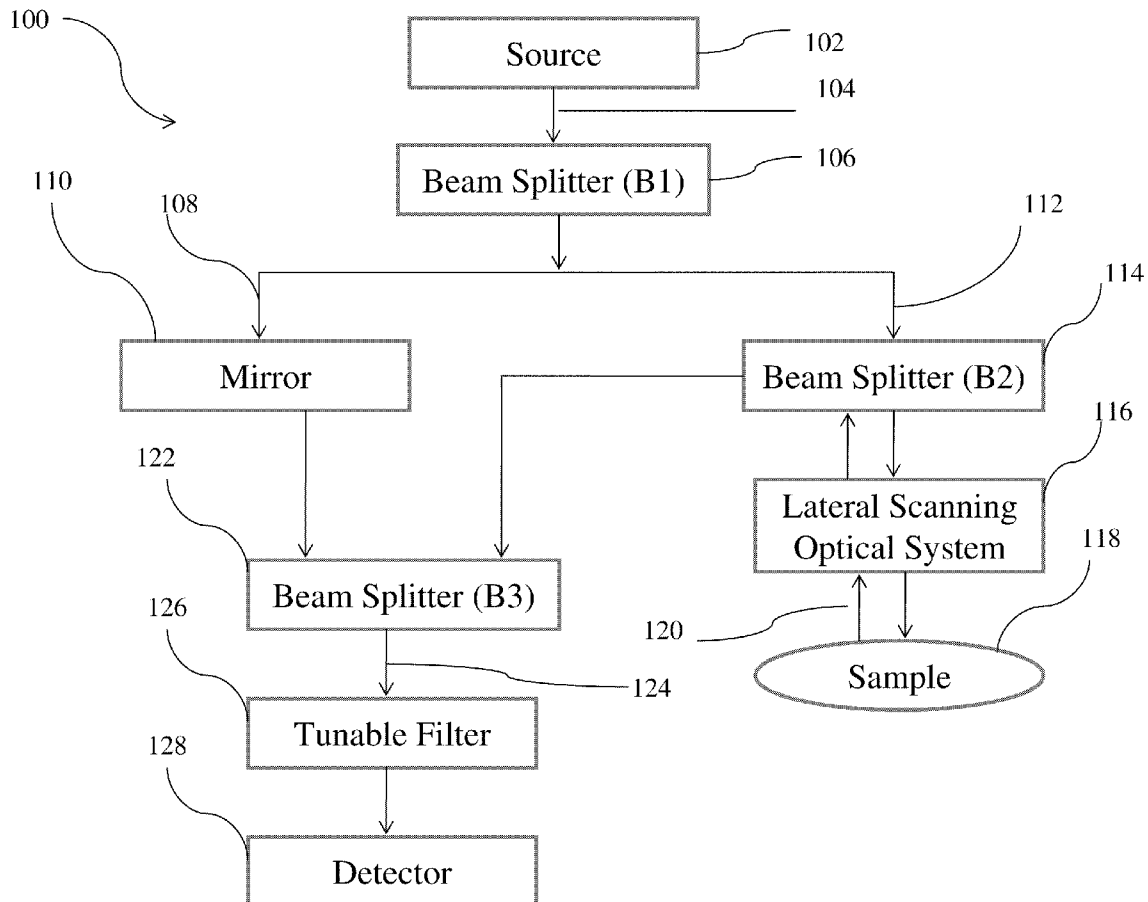 100
Source
102
104
Beam Splitter (B1)
106
110
108
112
114
Mirror
Beam Splitter (B2)
116
122
Lateral Scanning
Optical System
118
Beam Splitter (B3)
126
120
124
Sample
Tunable Filter
128
Detector